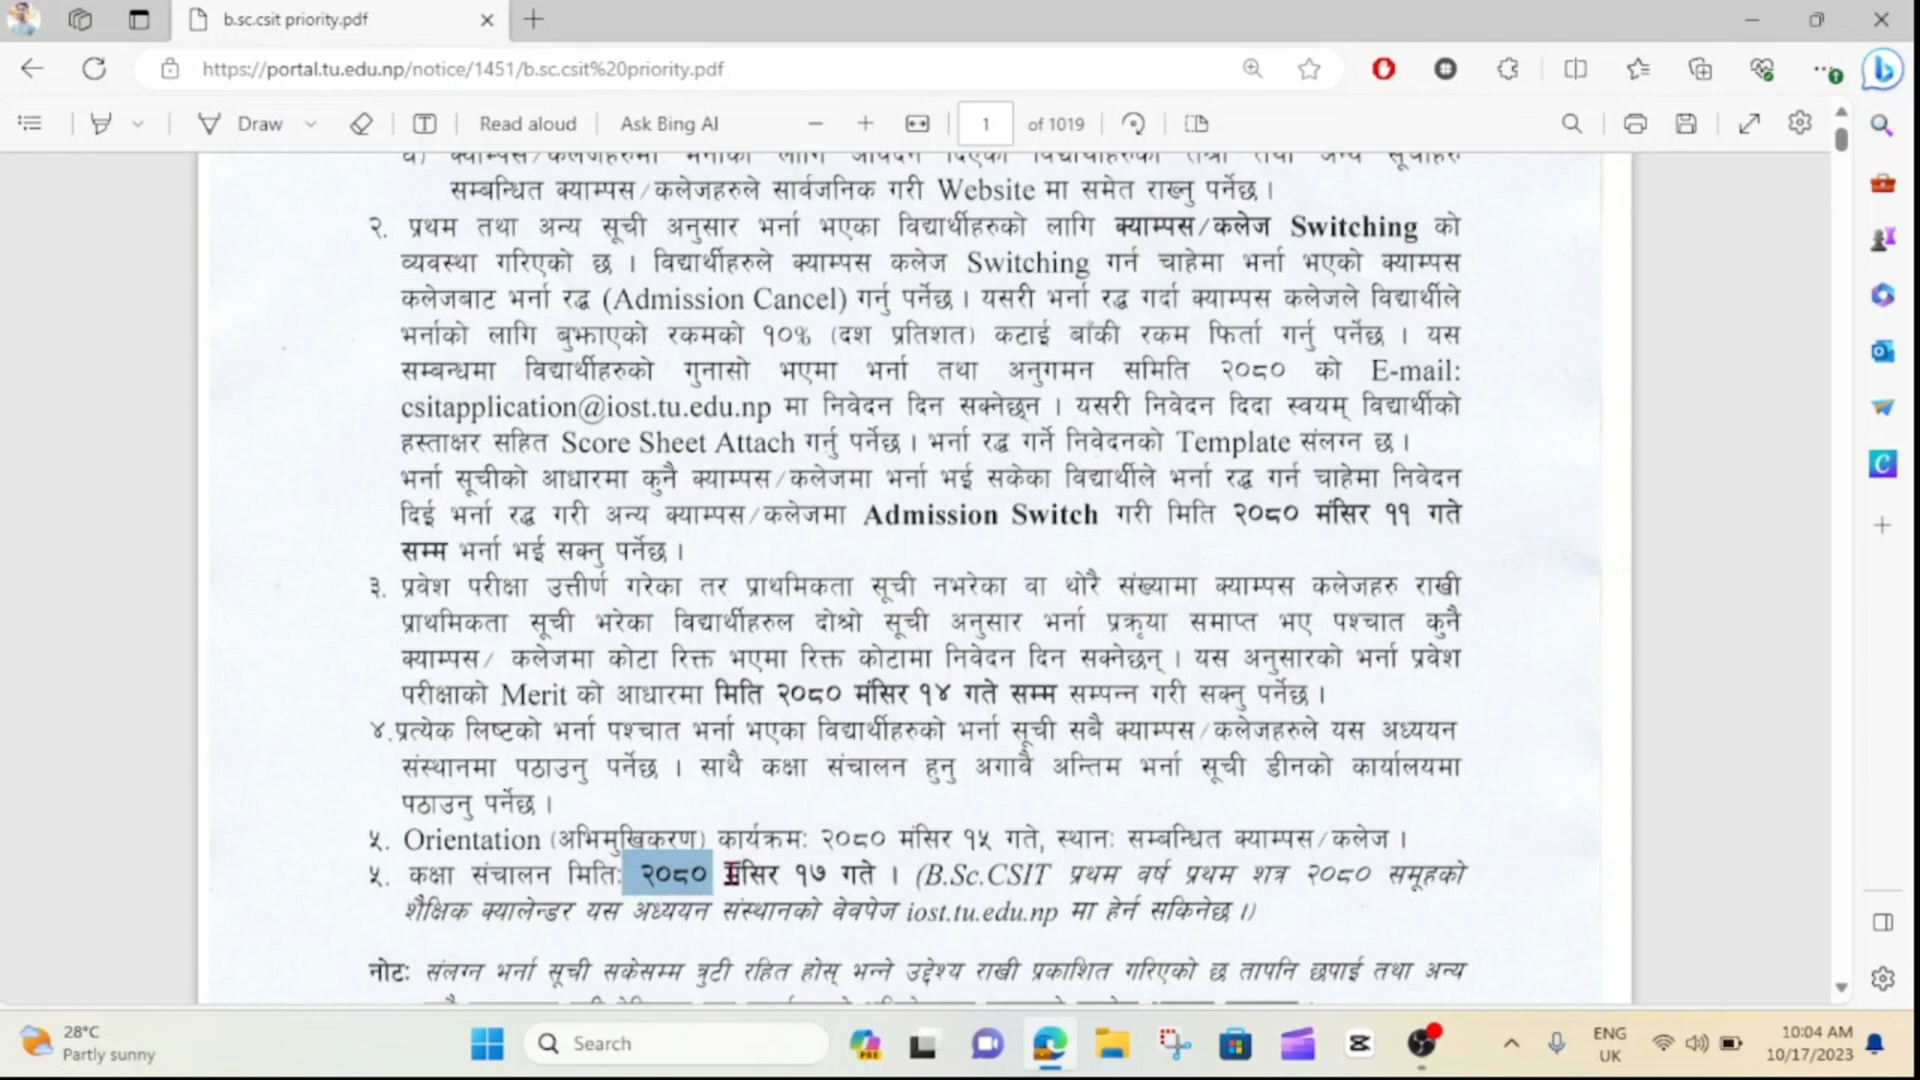 b.sc.csit priority.pdf
https://portal.tu.edu.np/notice/1451/b.sc.csit%20priority.pdf
Draw
Read aloud
Ask Bing AI
1 of 1019
सम्बन्धित क्याम्पस/कलेजहरुले सार्वजनिक गरी Website मा समेत राख्नु पर्नेछ ।
२. प्रथम तथा अन्य सूची अनुसार भर्ना भएका विद्यार्थीहरुको लागि क्याम्पस/कलेज Switching को
व्यवस्था गरिएको छ । विद्यार्थीहरुले क्याम्पस कलेज Switching गर्न चाहेमा भर्ना भएको क्याम्पस
कलेजबाट भर्ना रद्ध (Admission Cancel) गर्नु पर्नेछ । यसरी भर्ना रद्ध गर्दा क्याम्पस कलेजले विद्यार्थीले
भर्नाको लागि बुझाएको रकमको १०% (दश प्रतिशत) कटाई बाँकी रकम फिर्ता गर्नु पर्नेछ । यस
सम्बन्धमा विद्यार्थीहरुको गुनासो भएमा भर्ना तथा अनुगमन समिति २०८० को E-mail:
csitapplication@iost.tu.edu.np मा निवेदन दिन सक्नेछन् । यसरी निवेदन दिदा स्वयम् विद्यार्थीको
हस्ताक्षर सहित Score Sheet Attach गर्नु पर्नेछ । भर्ना रद्ध गर्ने निवेदनको Template संलग्न छ ।
भर्ना सूचीको आधारमा कुनै क्याम्पस/कलेजमा भर्ना भई सकेका विद्यार्थीले भर्ना रद्ध गर्न चाहेमा निवेदन
दिई भर्ना रद्ध गरी अन्य क्याम्पस/कलेजमा Admission Switch गरी मिति २०८० मंसिर ११ गते
सम्म भर्ना भई सक्नु पर्नेछ ।
३. प्रवेश परीक्षा उत्तीर्ण गरेका तर प्राथमिकता सूची नभरेका वा थोरै संख्यामा क्याम्पस कलेजहरु राखी
प्राथमिकता सूची भरेका विद्यार्थीहरुल दोश्रो सूची अनुसार भर्ना प्रक्रृया समाप्त भए पश्चात कुनै
क्याम्पस/ कलेजमा कोटा रिक्त भएमा रिक्त कोटामा निवेदन दिन सक्नेछन् । यस अनुसारको भर्ना प्रवेश
परीक्षाको Merit को आधारमा मिति २०८० मंसिर १४ गते सम्म सम्पन्न गरी सक्नु पर्नेछ ।
४.प्रत्येक लिष्टको भर्ना पश्चात भर्ना भएका विद्यार्थीहरुको भर्ना सूची सबै क्याम्पस/कलेजहरुले यस अध्ययन
संस्थानमा पठाउनु पर्नेछ । साथै कक्षा संचालन हुनु अगावै अन्तिम भर्ना सूची डीनको कार्यालयमा
पठाउनु पर्नेछ ।
५. Orientation (अभिमुखिकरण) कार्यक्रमः २०८० मंसिर १५ गते, स्थानः सम्बन्धित क्याम्पस/कलेज ।
५. कक्षा संचालन मितिः २०८० मंसिर १७ गते । (B.Sc.CSIT प्रथम वर्ष प्रथम शत्र २०८० समूहको
शैक्षिक क्यालेन्डर यस अध्ययन संस्थानको वेवपेज iost.tu.edu.np मा हेर्न सकिनेछ ।)
नोटः संलग्न भर्ना सूची सकेसम्म त्रुटी रहित होस् भन्ने उद्देश्य राखी प्रकाशित गरिएको छ तापनि छपाई तथा अन्य
28°C
Partly sunny
Search
PRE
ENG
UK
10:04 AM
10/17/2023